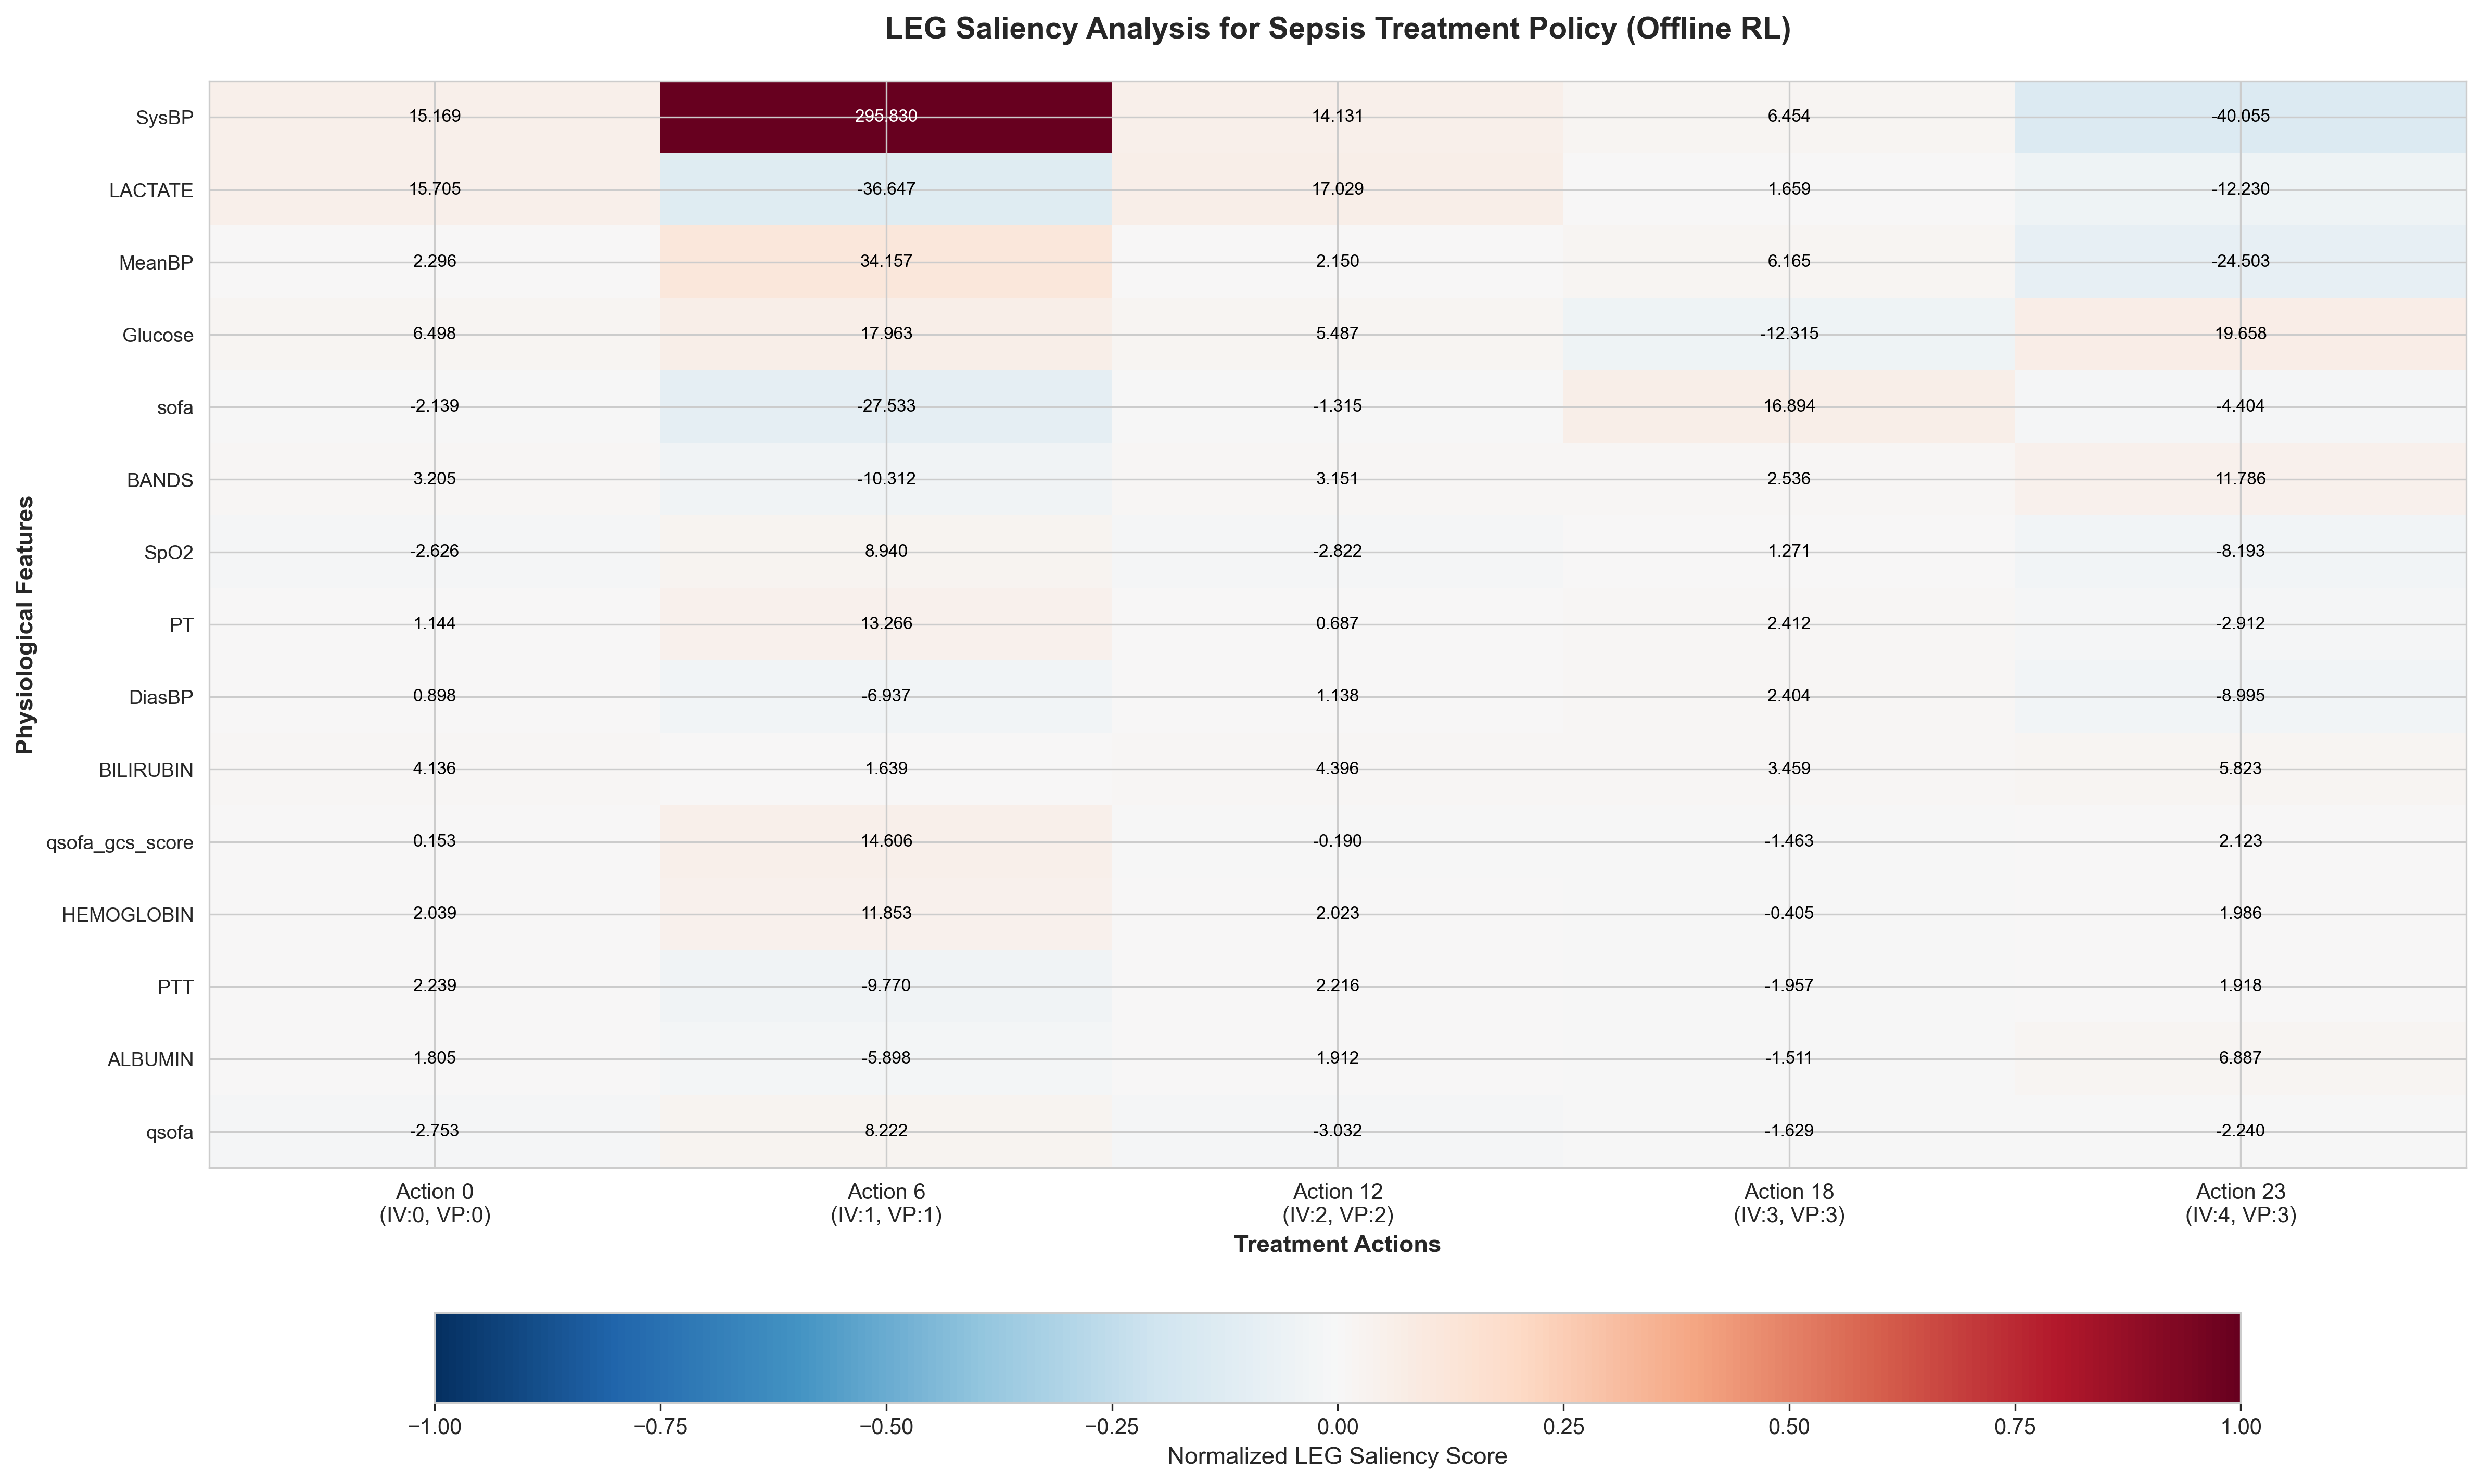 LEG Saliency Analysis for Sepsis Treatment Policy (Offline RL)
Physiological Features
SysBP 15.169 295.830 14.131 6.454 -40.055
LACTATE 15.705 -36.647 17.029 1.659 -12.230
MeanBP 2.296 34.157 2.150 6.165 -24.503
Glucose 6.498 17.963 5.487 -12.315 19.658
sofa -2.139 -27.533 -1.315 16.894 -4.404
BANDS 3.205 -10.312 3.151 2.536 11.786
SpO2 -2.626 8.940 -2.822 1.271 -8.193
PT 1.144 13.266 0.687 2.412 -2.912
DiasBP 0.898 -6.937 1.138 2.404 -8.995
BILIRUBIN 4.136 1.639 4.396 3.459 5.823
qsofa_gcs_score 0.153 14.606 -0.190 -1.463 2.123
HEMOGLOBIN 2.039 11.853 2.023 -0.405 1.986
PTT 2.239 -9.770 2.216 -1.957 1.918
ALBUMIN 1.805 -5.898 1.912 -1.511 6.887
qsofa -2.753 8.222 -3.032 -1.629 -2.240
Action 0 Action 6 Action 12 Action 18 Action 23
(IV:0, VP:0) (IV:1, VP:1) (IV:2, VP:2) (IV:3, VP:3) (IV:4, VP:3)
Treatment Actions
−1.00 −0.75 −0.50 −0.25 0.00 0.25 0.50 0.75 1.00
Normalized LEG Saliency Score